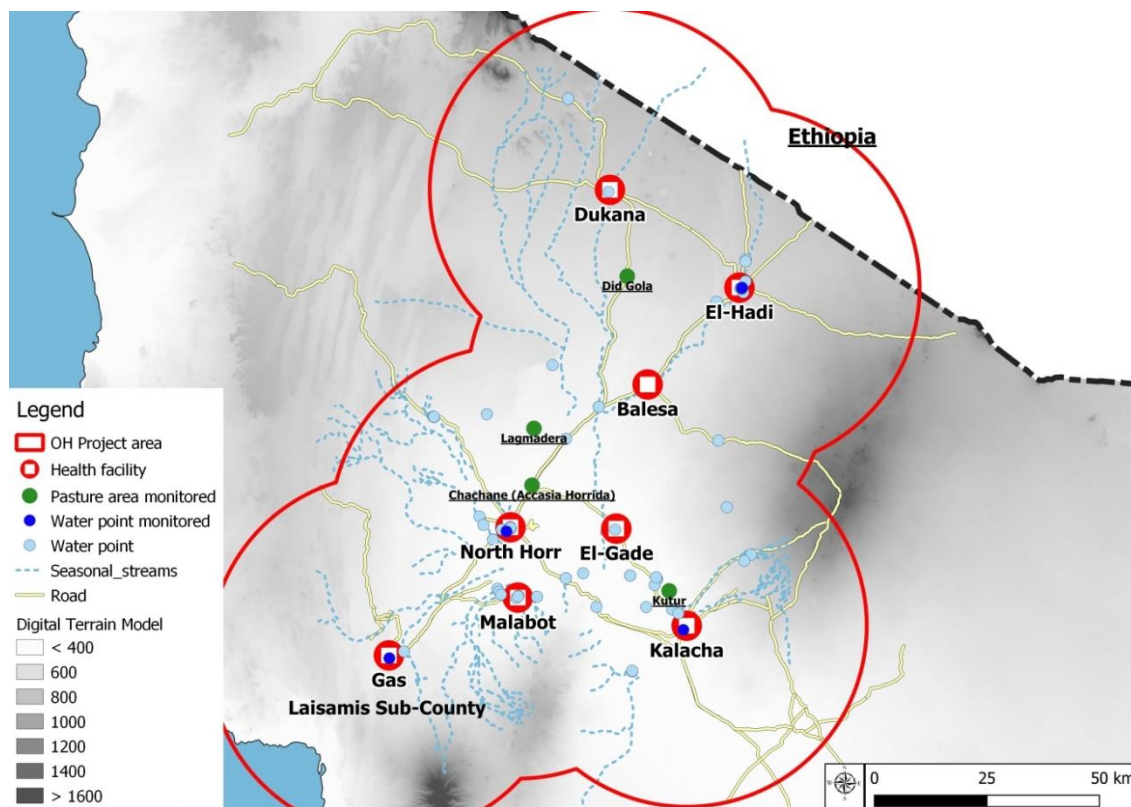 Ethiopia
Dukana
Did Gola
El-Hadi
Balesa
Lagmadera
Chachane (Accasia Horrida)
North Horr
El-Gade
Kutur
Malabot
Kalacha
Gas
Laisamis Sub-County
Legend
OH Project area
Health facility
Pasture area monitored
Water point monitored
Water point
Seasonal_streams
Road
Digital Terrain Model
< 400
600
800
1000
1200
1400
> 1600
0 25 50 km